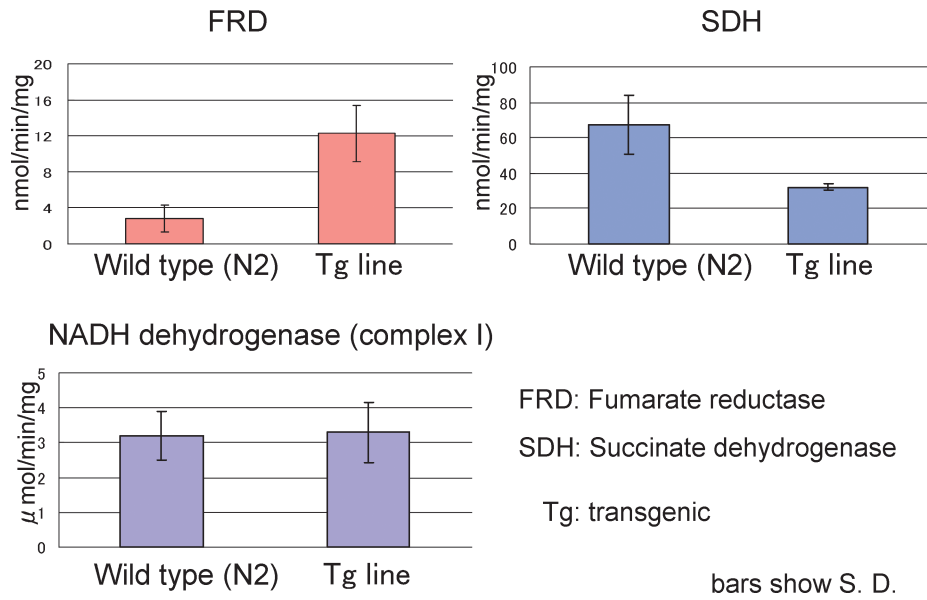 FRD
nmol/min/mg
20
16
12
8
4
0
Wild type (N2)
Tg line
SDH
nmol/min/mg
100
80
60
40
20
0
Wild type (N2)
Tg line
NADH dehydrogenase (complex I)
μ mol/min/mg
5
4
3
2
1
0
Wild type (N2)
Tg line
FRD: Fumarate reductase
SDH: Succinate dehydrogenase
Tg: transgenic
bars show S. D.